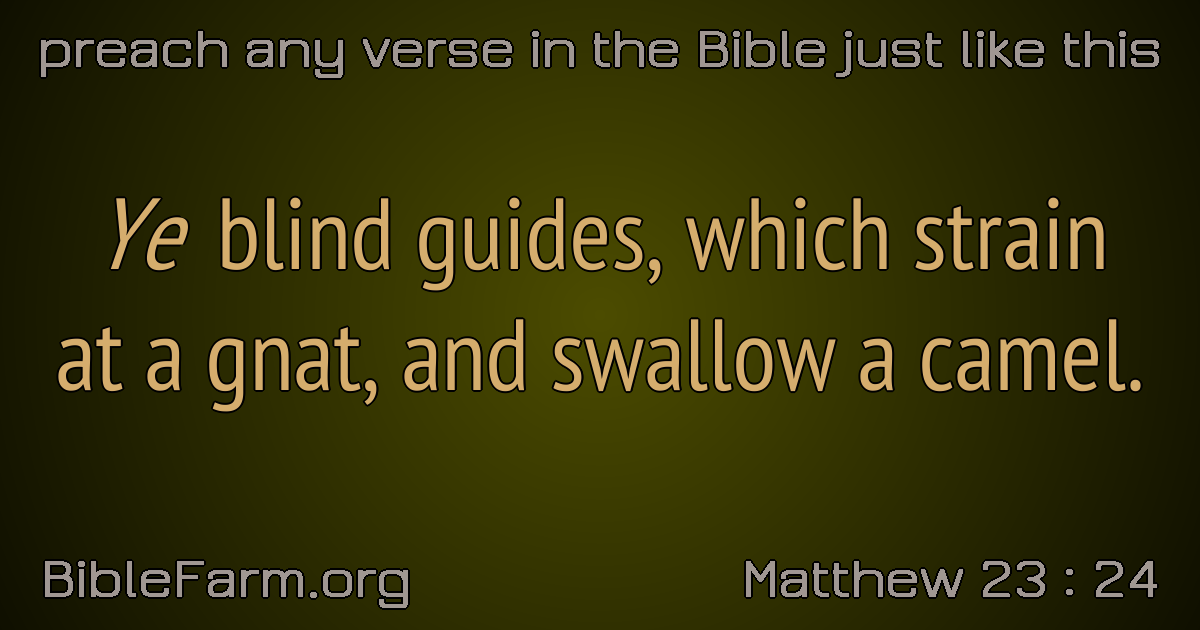 preach any verse in the Bible just like this
Ye blind guides, which strain
at a gnat, and swallow a camel.
BibleFarm.org
Matthew 23 : 24